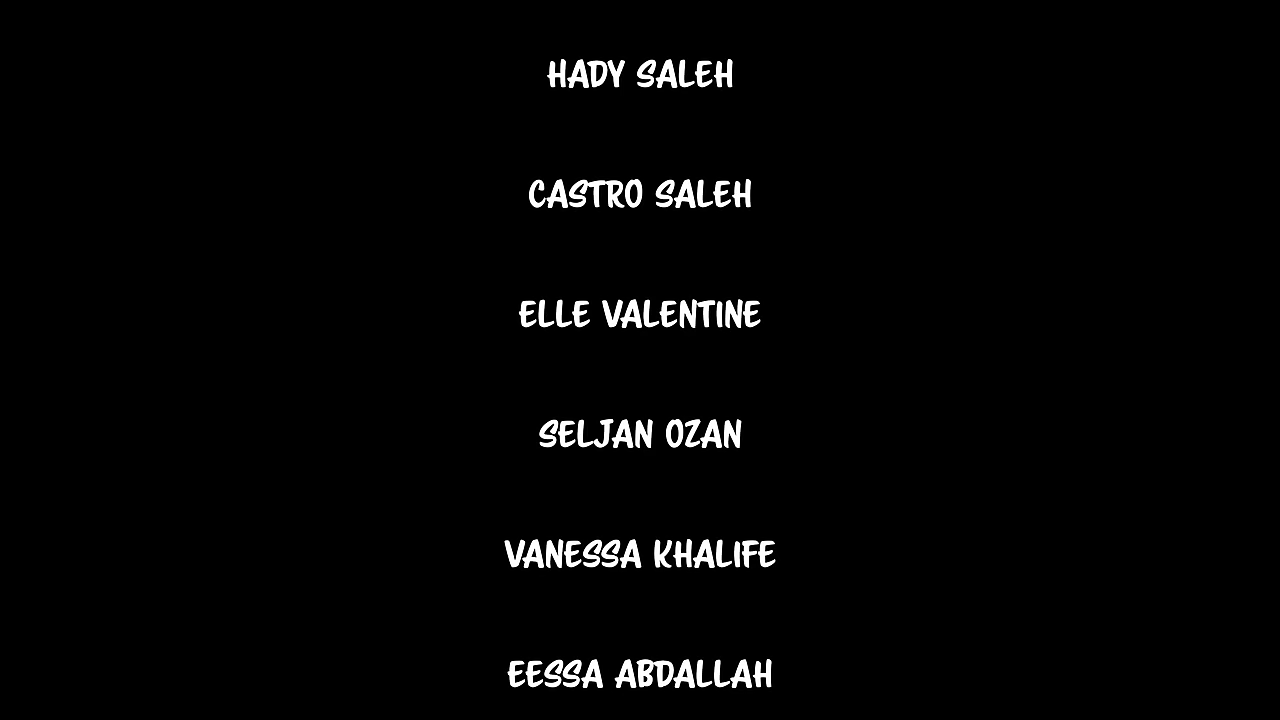 HADY SALEH
CASTRO SALEH
ELLE VALENTINE
SELJAN OZAN
VANESSA KHALIFE
EESSA ABDALLAH